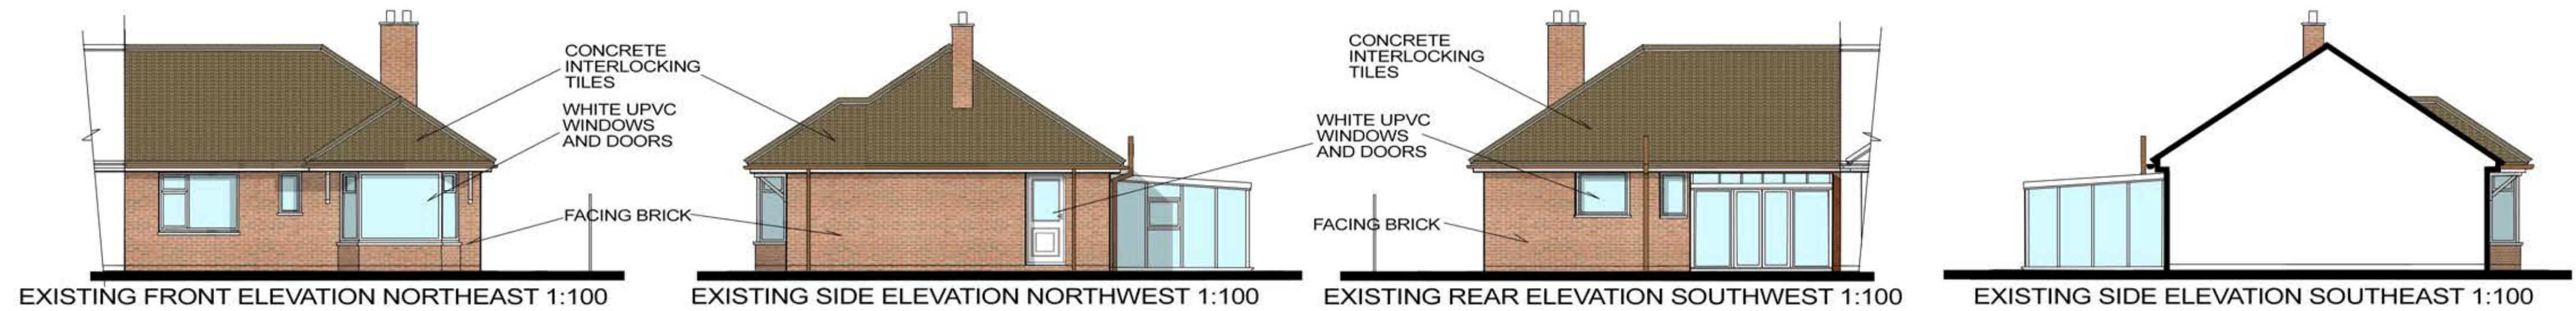 CONCRETE
INTERLOCKING
TILES
WHITE UPVC
WINDOWS
AND DOORS
FACING BRICK
CONCRETE
INTERLOCKING
TILES
WHITE UPVC
WINDOWS
AND DOORS
FACING BRICK
EXISTING FRONT ELEVATION NORTHEAST 1:100
EXISTING SIDE ELEVATION NORTHWEST 1:100
EXISTING REAR ELEVATION SOUTHWEST 1:100
EXISTING SIDE ELEVATION SOUTHEAST 1:100